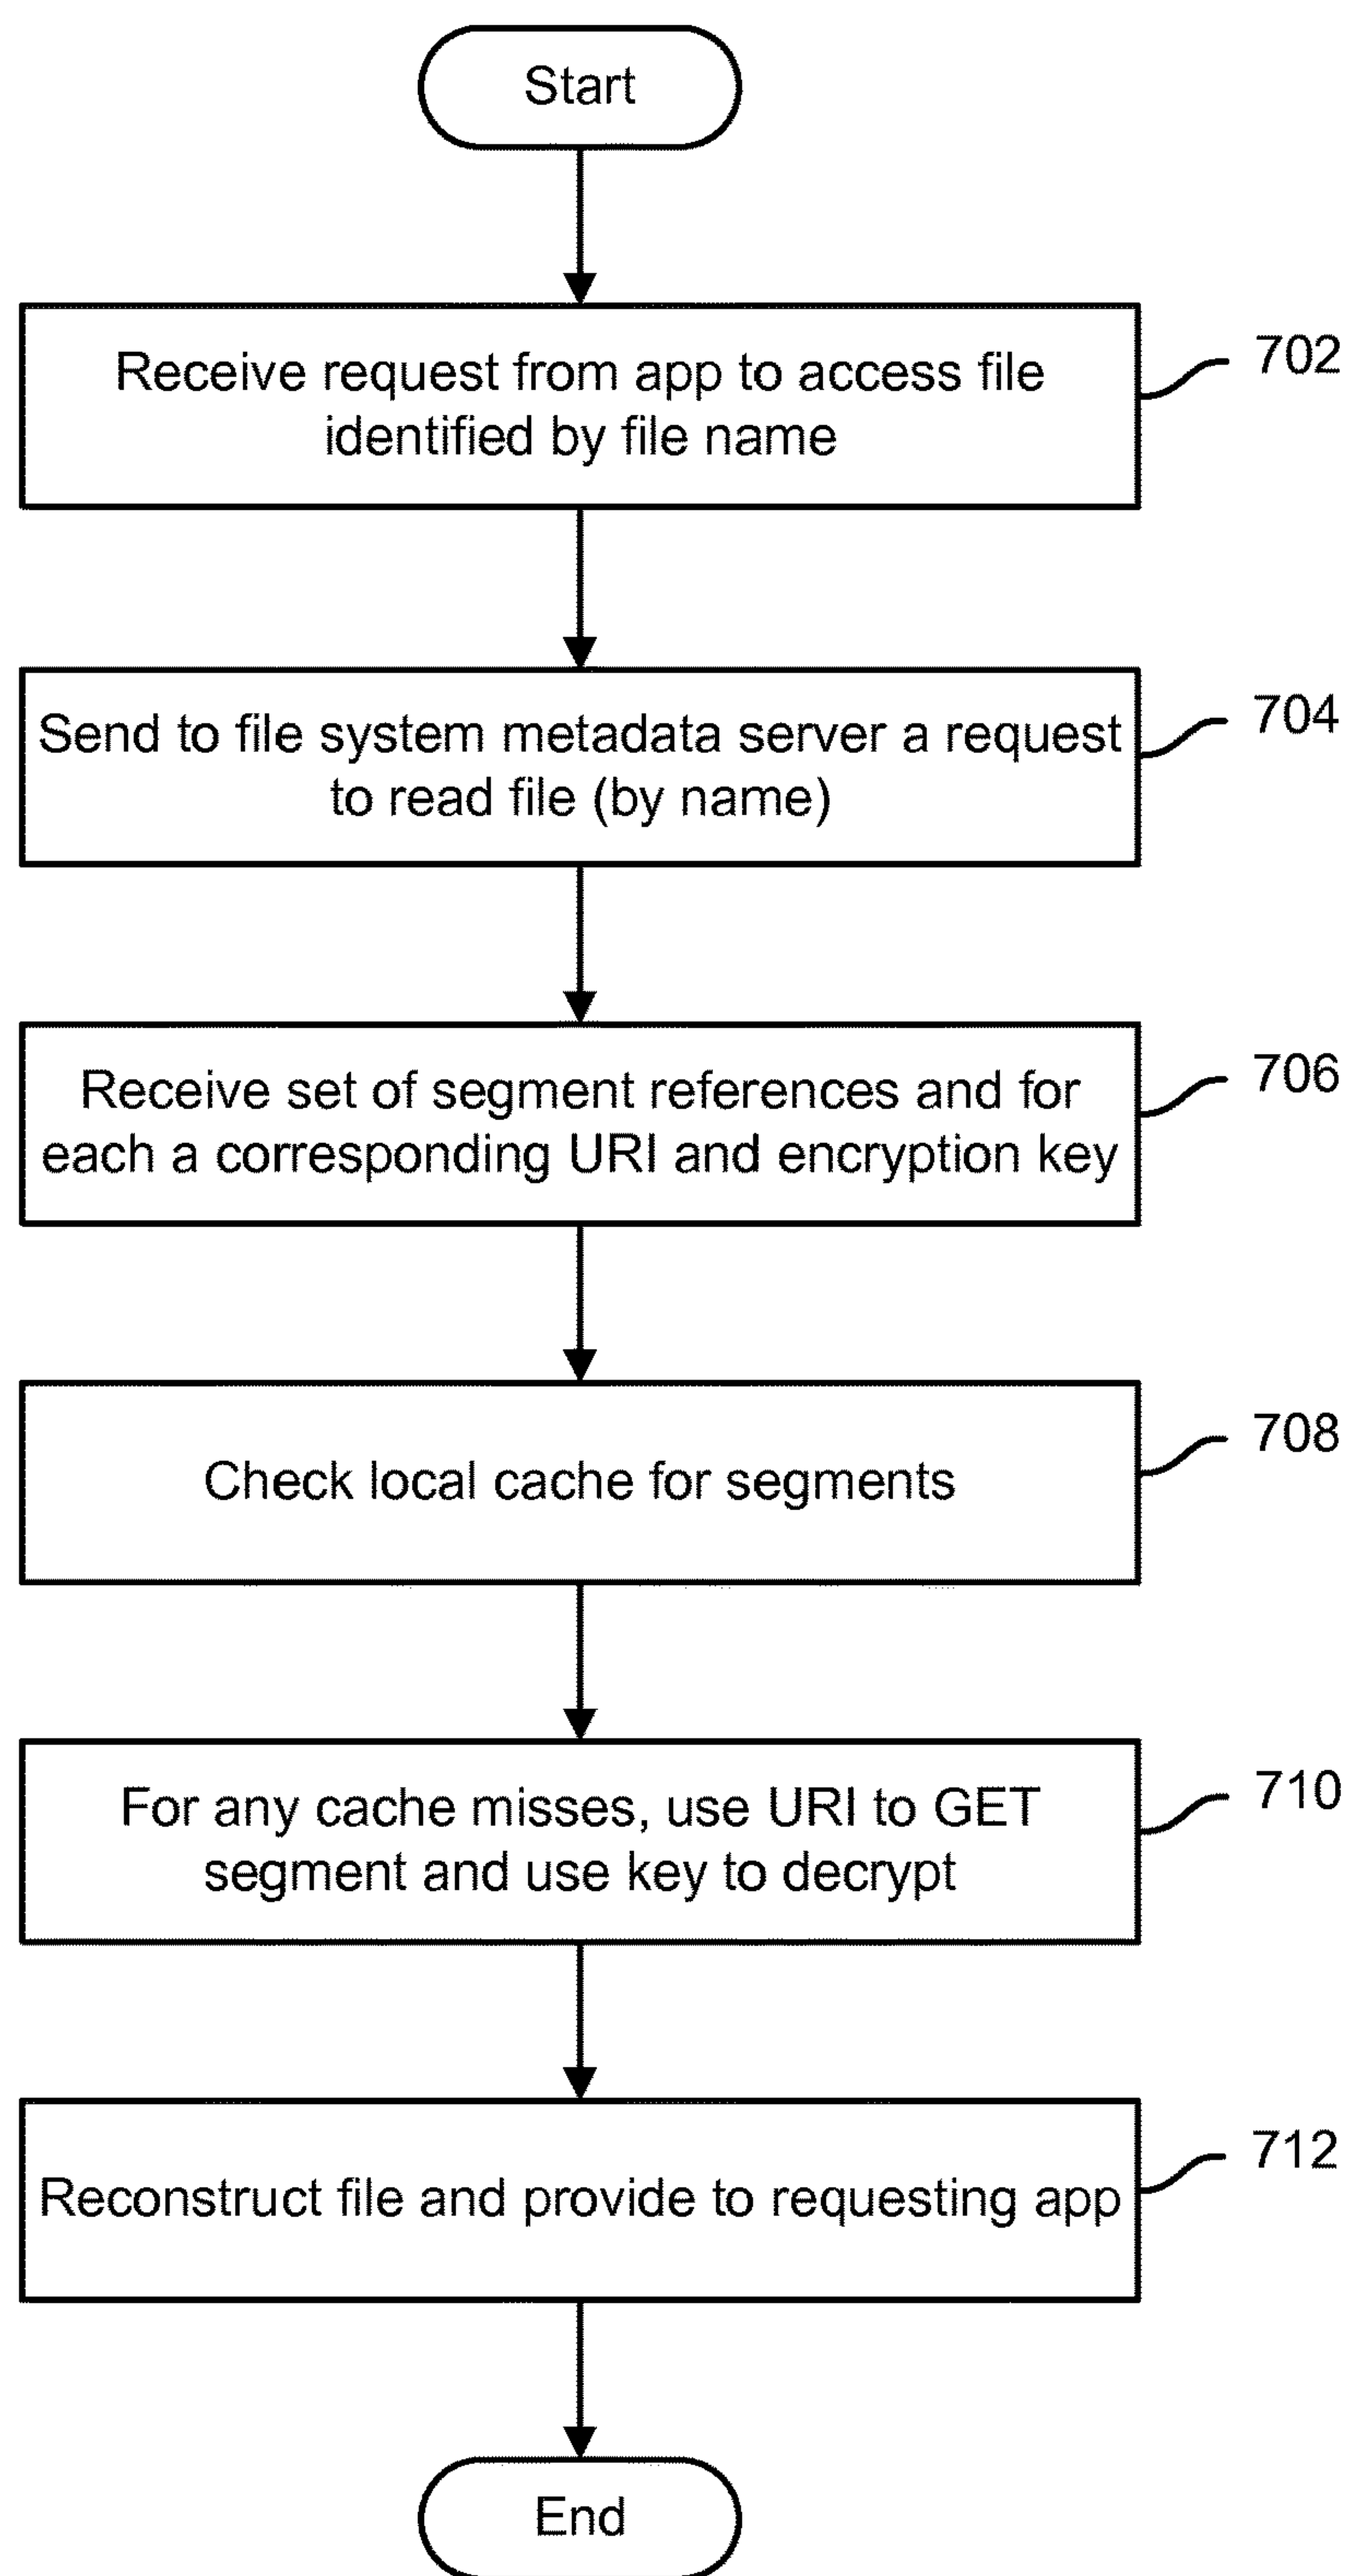 Start
Receive request from app to access file
identified by file name
702
Send to file system metadata server a request
to read file (by name)
704
Receive set of segment references and for
each a corresponding URI and encryption key
706
Check local cache for segments
708
For any cache misses, use URI to GET
segment and use key to decrypt
710
Reconstruct file and provide to requesting app
712
End